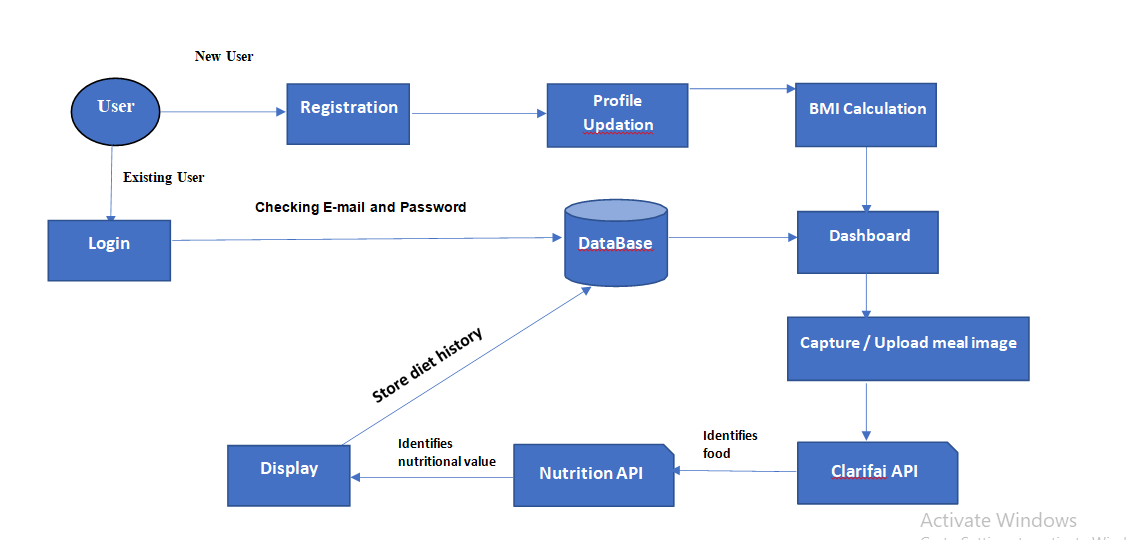 New User
User
Registration
Profile
Updation
BMI Calculation
Existing User
Checking E-mail and Password
Login
DataBase
Dashboard
Capture / Upload meal image
Store diet history
Identifies
nutritional value
Identifies
food
Display
Nutrition API
Clarifai API
Activate Windows